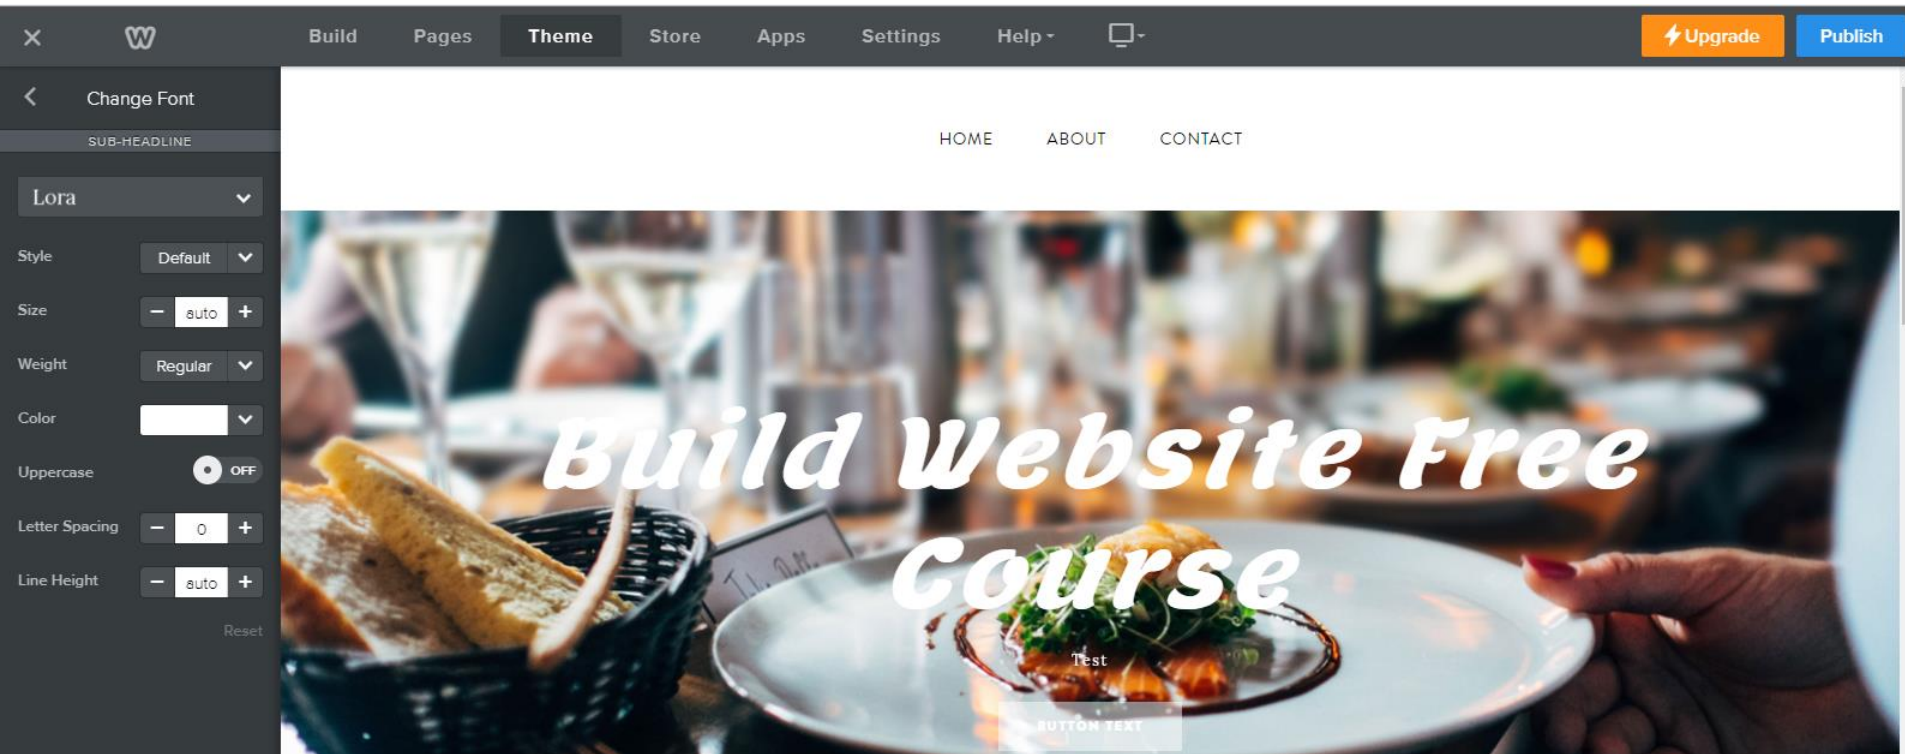 Build Pages Theme Store Apps Settings Help Upgrade Publish
Change Font
SUB-HEADLINE
Lora
Style Default
Size − auto +
Weight Regular
Color
Uppercase OFF
Letter Spacing − 0 +
Line Height − auto +
Reset
HOME ABOUT CONTACT
Build Website Free
Course
Test
BUTTON TEXT